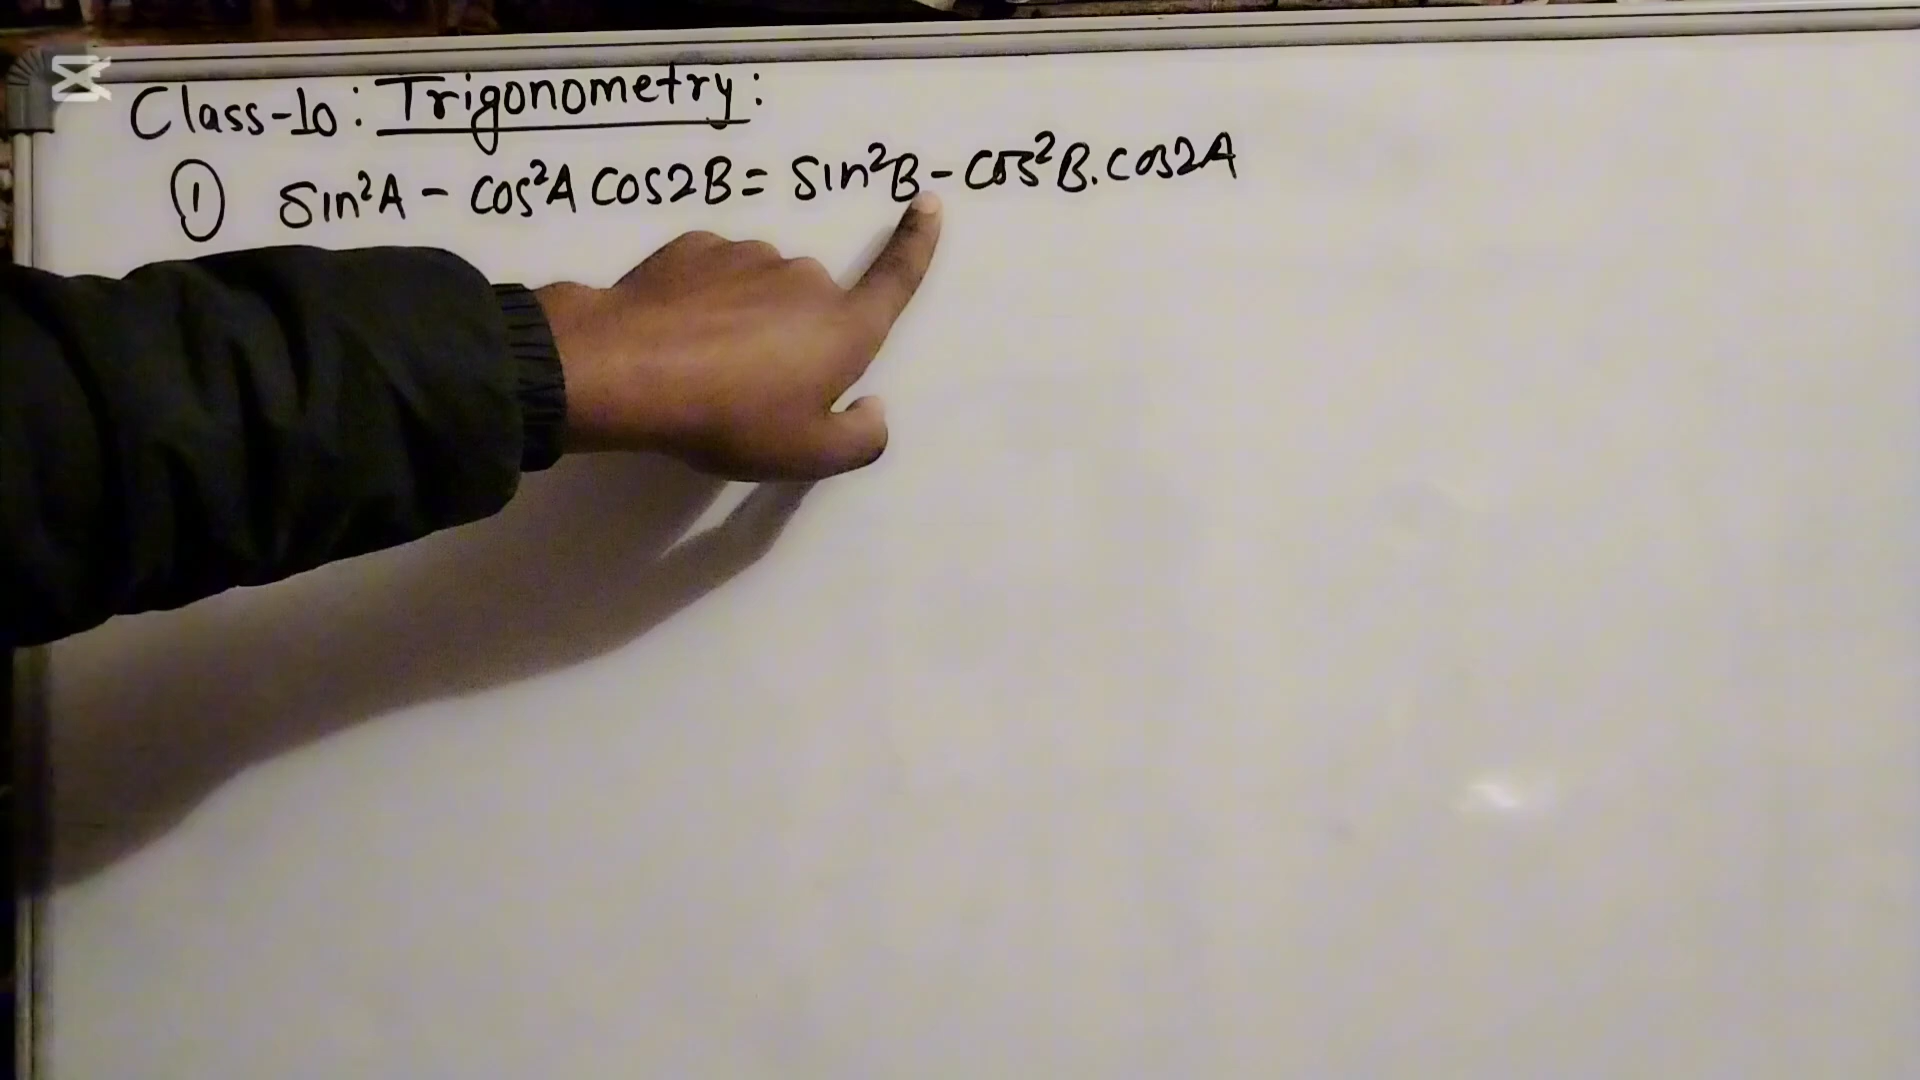 Class-10: Trigonometry:
① Sin²A - Cos²A Cos2B = Sin²B - Cos²B. Cos2A